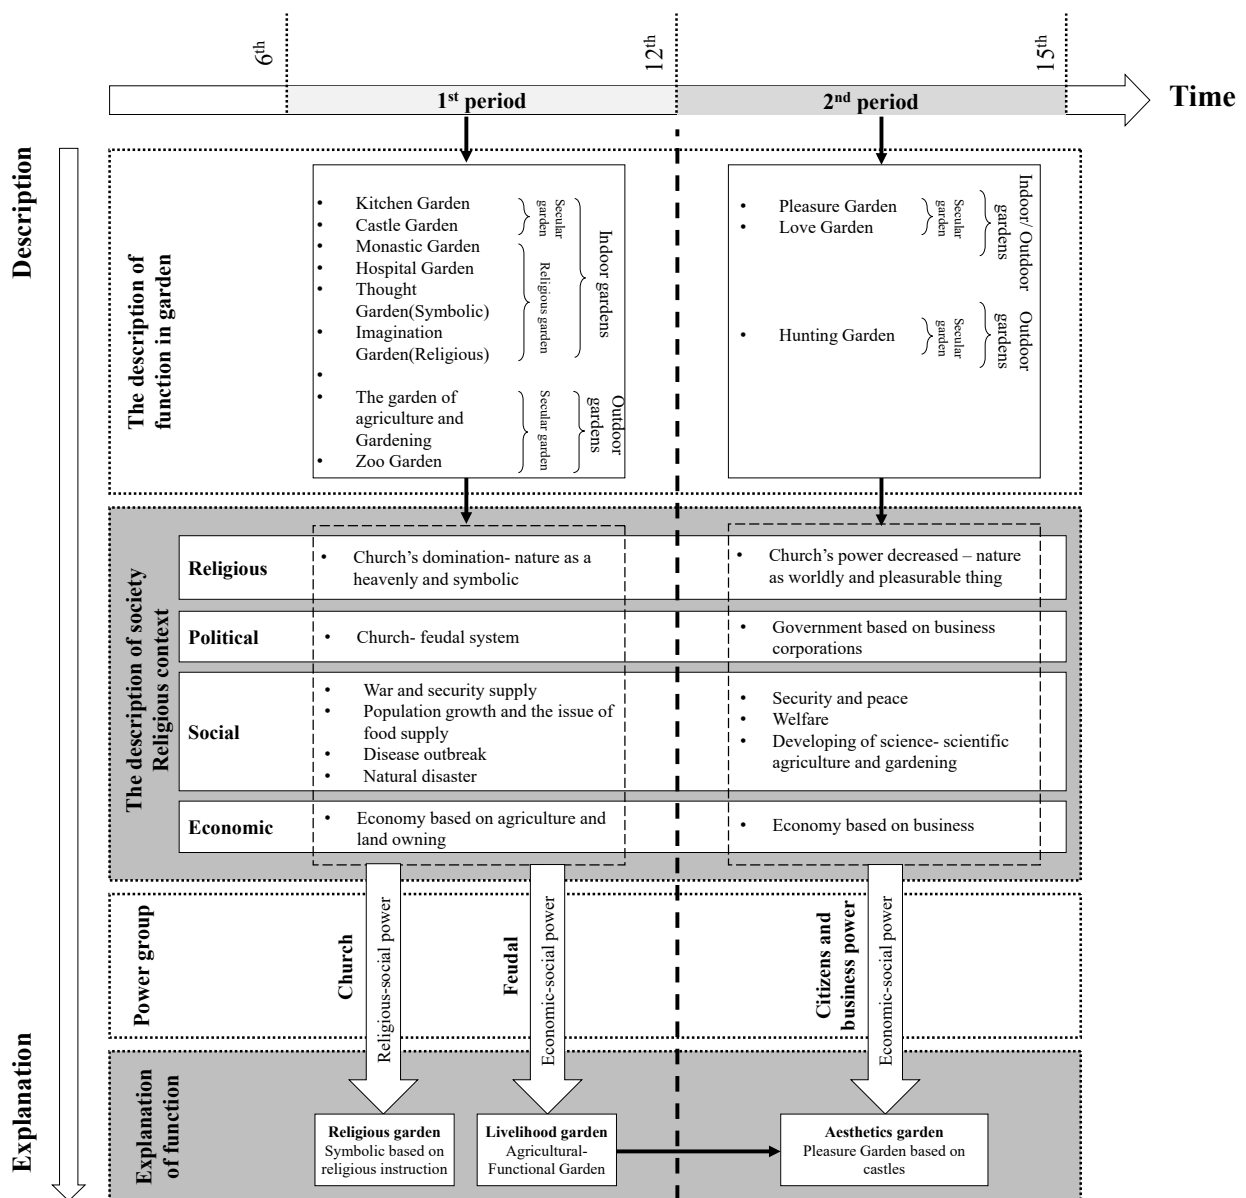 6th
12th
15th
1st period
2nd period
Time
Description
The description of
function in garden
• Kitchen Garden
• Castle Garden
• Monastic Garden
• Hospital Garden
• Thought
Garden(Symbolic)
• Imagination
Garden(Religious)
•
• The garden of
agriculture and
Gardening
• Zoo Garden
Secular
garden
Religious garden
Secular garden
Indoor gardens
Outdoor
gardens
• Pleasure Garden
• Love Garden
• Hunting Garden
Secular
garden
Secular
garden
Indoor/ Outdoor
gardens
Outdoor
gardens
The description of society
Religious context
Religious
• Church’s domination- nature as a
heavenly and symbolic
• Church’s power decreased – nature
as worldly and pleasurable thing
Political
• Church- feudal system
• Government based on business
corporations
Social
• War and security supply
• Population growth and the issue of
food supply
• Disease outbreak
• Natural disaster
• Security and peace
• Welfare
• Developing of science- scientific
agriculture and gardening
Economic
• Economy based on agriculture and
land owning
• Economy based on business
Power group
Church
Religious-social power
Feudal
Economic-social power
Citizens and
business power
Economic-social power
Explanation
Explanation
of function
Religious garden
Symbolic based on
religious instruction
Livelihood garden
Agricultural-
Functional Garden
Aesthetics garden
Pleasure Garden based on
castles